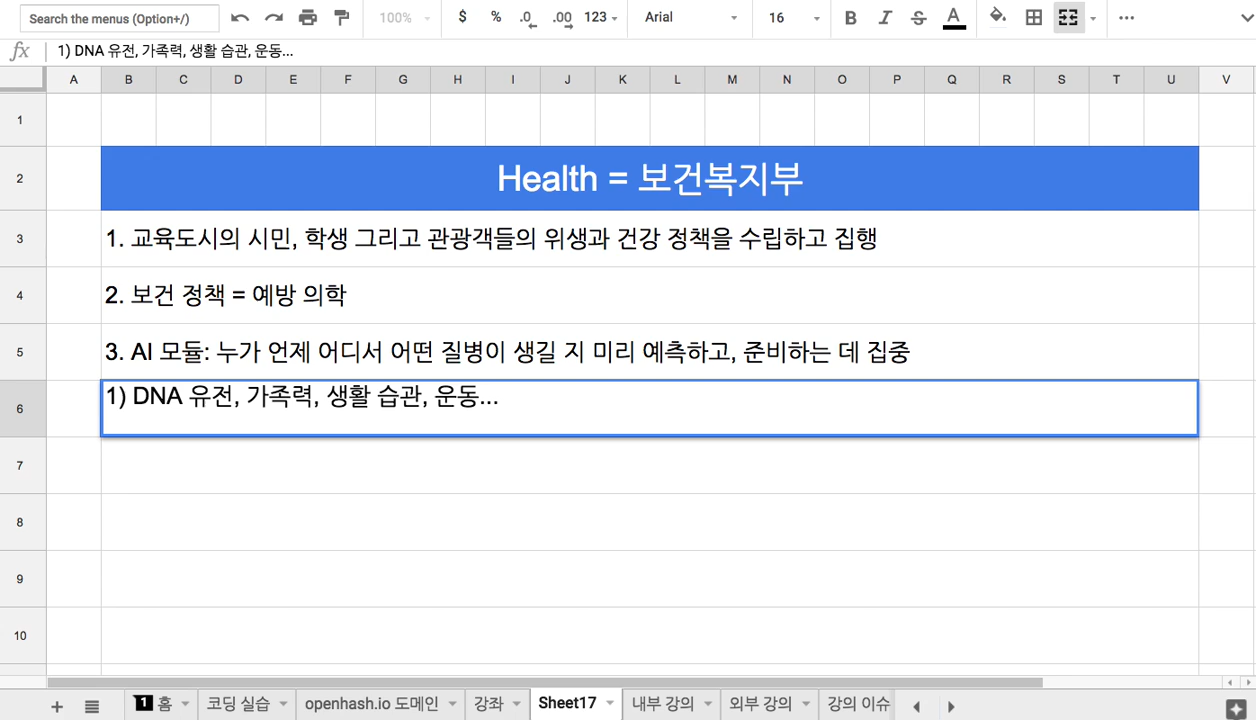 Search the menus (Option+/)
100%
$
%
.0
.00
123
Arial
16
B
I
S
A
fx
1) DNA 유전, 가족력, 생활 습관, 운동...
A B C D E F G H I J K L M N O P Q R S T U V
1
2
Health = 보건복지부
3
1. 교육도시의 시민, 학생 그리고 관광객들의 위생과 건강 정책을 수립하고 집행
4
2. 보건 정책 = 예방 의학
5
3. AI 모듈: 누가 언제 어디서 어떤 질병이 생길 지 미리 예측하고, 준비하는 데 집중
6
1) DNA 유전, 가족력, 생활 습관, 운동...
7
8
9
10
1 홈
코딩 실습
openhash.io 도메인
강좌
Sheet17
내부 강의
외부 강의
강의 이슈